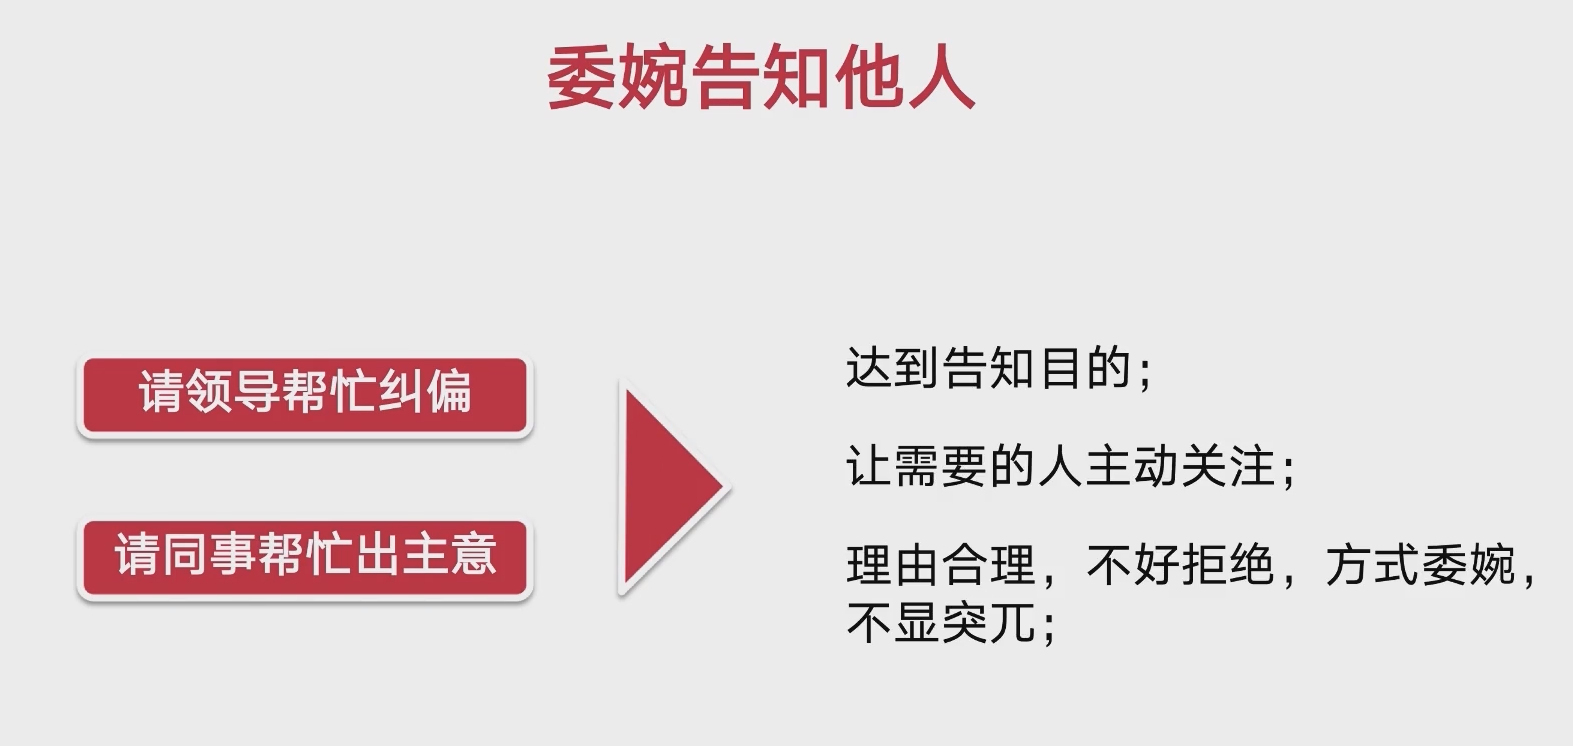 委婉告知他人
请领导帮忙纠偏
请同事帮忙出主意
达到告知目的；
让需要的人主动关注；
理由合理，不好拒绝，方式委婉，
不显突兀；